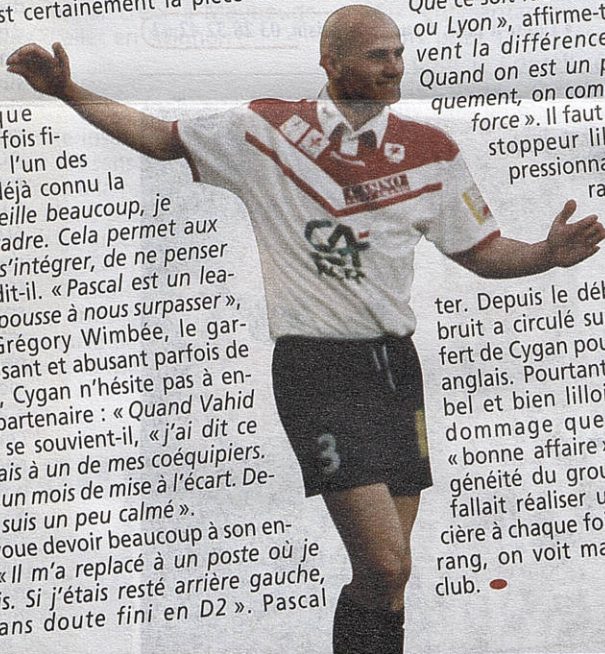 st certainement la pièce
que
fois fi-
l'un des
déjà connu la
eille beaucoup, je
adre. Cela permet aux
s'intégrer, de ne penser
dit-il. « Pascal est un lea-
pousse à nous surpasser »,
Grégory Wimbée, le gar-
sant et abusant parfois de
, Cygan n'hésite pas à en-
partenaire : « Quand Vahid
se souvient-il, « j'ai dit ce
ais à un de mes coéquipiers.
un mois de mise à l'écart. De-
suis un peu calmé ».
oue devoir beaucoup à son en-
« Il m'a replacé à un poste où je
is. Si j'étais resté arrière gauche,
ans doute fini en D2 ». Pascal
Que ce soit
ou Lyon », affirme-t
vent la différence
Quand on est un p
quement, on com
force ». Il faut
stoppeur lil
pressionna
ra
ter. Depuis le déb
bruit a circulé su
fert de Cygan pou
anglais. Pourtant
bel et bien lilloi
dommage que
« bonne affaire »
généité du grou
fallait réaliser u
cière à chaque fo
rang, on voit ma
club.
CA
3